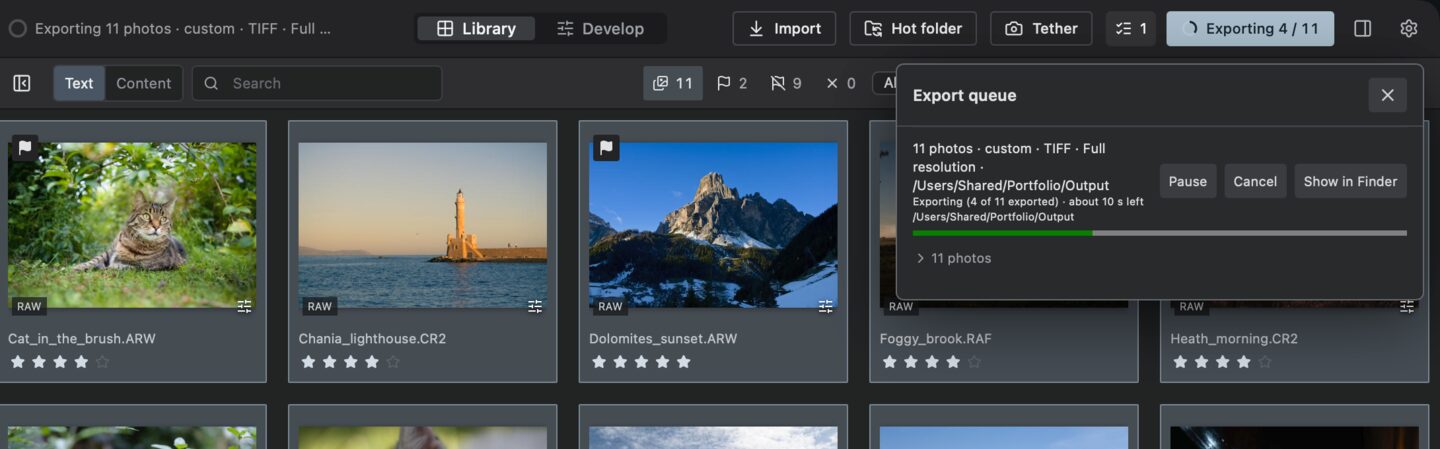 Exporting 11 photos · custom · TIFF · Full ...
Library
Develop
Import
Hot folder
Tether
1
Exporting 4 / 11
Text
Content
Search
11
2
9
0
Export queue
11 photos · custom · TIFF · Full
resolution ·
/Users/Shared/Portfolio/Output
Exporting (4 of 11 exported) · about 10 s left
/Users/Shared/Portfolio/Output
Pause
Cancel
Show in Finder
11 photos
RAW
RAW
RAW
RAW
RAW
Cat_in_the_brush.ARW
Chania_lighthouse.CR2
Dolomites_sunset.ARW
Foggy_brook.RAF
Heath_morning.CR2